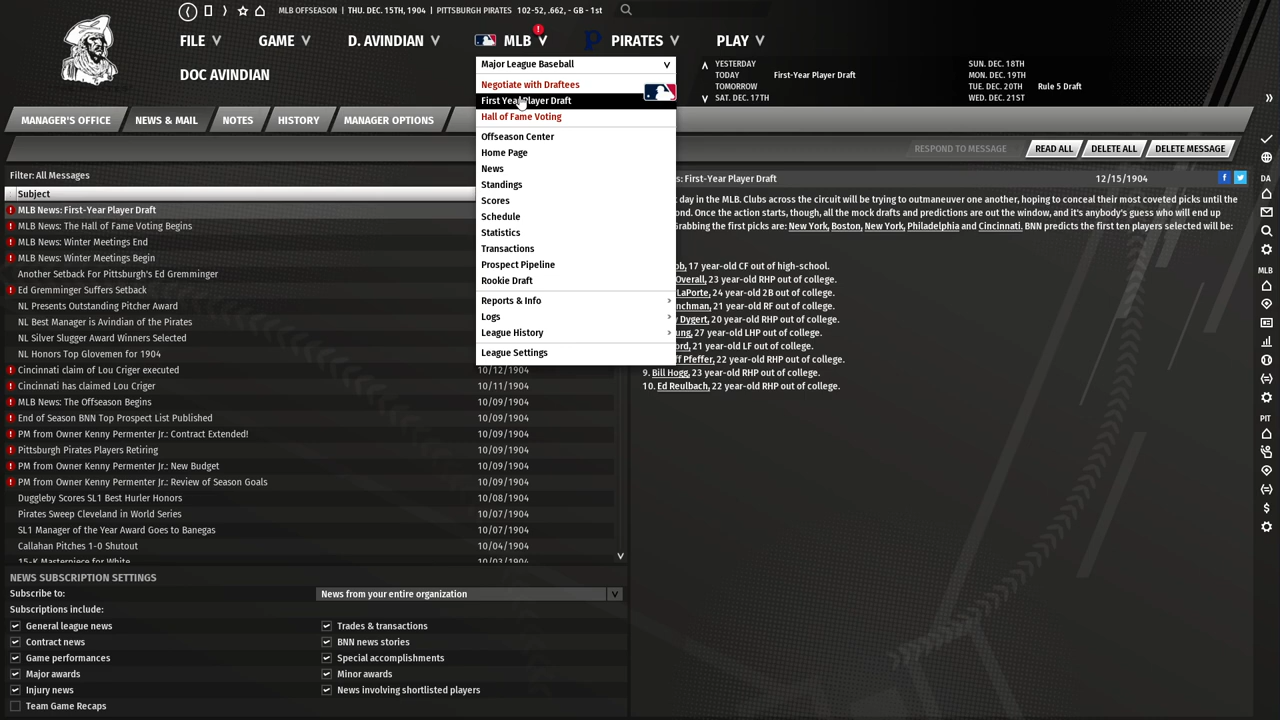 MLB OFFSEASON | THU. DEC. 15TH, 1904 | PITTSBURGH PIRATES 102-52, .662, - GB - 1st
FILE GAME D. AVINDIAN MLB PIRATES PLAY
DOC AVINDIAN
YESTERDAY
TODAY First-Year Player Draft
TOMORROW
SAT. DEC. 17TH
SUN. DEC. 18TH
MON. DEC. 19TH
TUE. DEC. 20TH Rule 5 Draft
WED. DEC. 21ST
Major League Baseball
Negotiate with Draftees
First Year Player Draft
Hall of Fame Voting
Offseason Center
Home Page
News
Standings
Scores
Schedule
Statistics
Transactions
Prospect Pipeline
Rookie Draft
Reports & Info
Logs
League History
League Settings
MANAGER'S OFFICE NEWS & MAIL NOTES HISTORY MANAGER OPTIONS
RESPOND TO MESSAGE READ ALL DELETE ALL DELETE MESSAGE
Filter: All Messages
Subject
MLB News: First-Year Player Draft
MLB News: The Hall of Fame Voting Begins
MLB News: Winter Meetings End
MLB News: Winter Meetings Begin
Another Setback For Pittsburgh's Ed Gremminger
Ed Gremminger Suffers Setback
NL Presents Outstanding Pitcher Award
NL Best Manager is Avindian of the Pirates
NL Silver Slugger Award Winners Selected
NL Honors Top Glovemen for 1904
Cincinnati claim of Lou Criger executed 10/12/1904
Cincinnati has claimed Lou Criger 10/11/1904
MLB News: The Offseason Begins 10/09/1904
End of Season BNN Top Prospect List Published 10/09/1904
PM from Owner Kenny Permenter Jr.: Contract Extended! 10/09/1904
Pittsburgh Pirates Players Retiring 10/09/1904
PM from Owner Kenny Permenter Jr.: New Budget 10/09/1904
PM from Owner Kenny Permenter Jr.: Review of Season Goals 10/09/1904
Duggleby Scores SL1 Best Hurler Honors 10/08/1904
Pirates Sweep Cleveland in World Series 10/07/1904
SL1 Manager of the Year Award Goes to Banegas 10/07/1904
Callahan Pitches 1-0 Shutout 10/04/1904
15-K Masterpiece for White 10/03/1904
s: First-Year Player Draft 12/15/1904
day in the MLB. Clubs across the circuit will be trying to outmaneuver one another, hoping to conceal their most coveted picks until the
ond. Once the action starts, though, all the mock drafts and predictions are out the window, and it's anybody's guess who will end up
Grabbing the first picks are: New York, Boston, New York, Philadelphia and Cincinnati. BNN predicts the first ten players selected will be:
bb, 17 year-old CF out of high-school.
Overall, 23 year-old RHP out of college.
LaPorte, 24 year-old 2B out of college.
nchman, 21 year-old RF out of college.
y Dygert, 20 year-old RHP out of college.
ung, 27 year-old LHP out of college.
ord, 21 year-old LF out of college.
ff Pfeffer, 22 year-old RHP out of college.
9. Bill Hogg, 23 year-old RHP out of college.
10. Ed Reulbach, 22 year-old RHP out of college.
NEWS SUBSCRIPTION SETTINGS
Subscribe to: News from your entire organization
Subscriptions include:
General league news Trades & transactions
Contract news BNN news stories
Game performances Special accomplishments
Major awards Minor awards
Injury news News involving shortlisted players
Team Game Recaps
DA
MLB
PIT